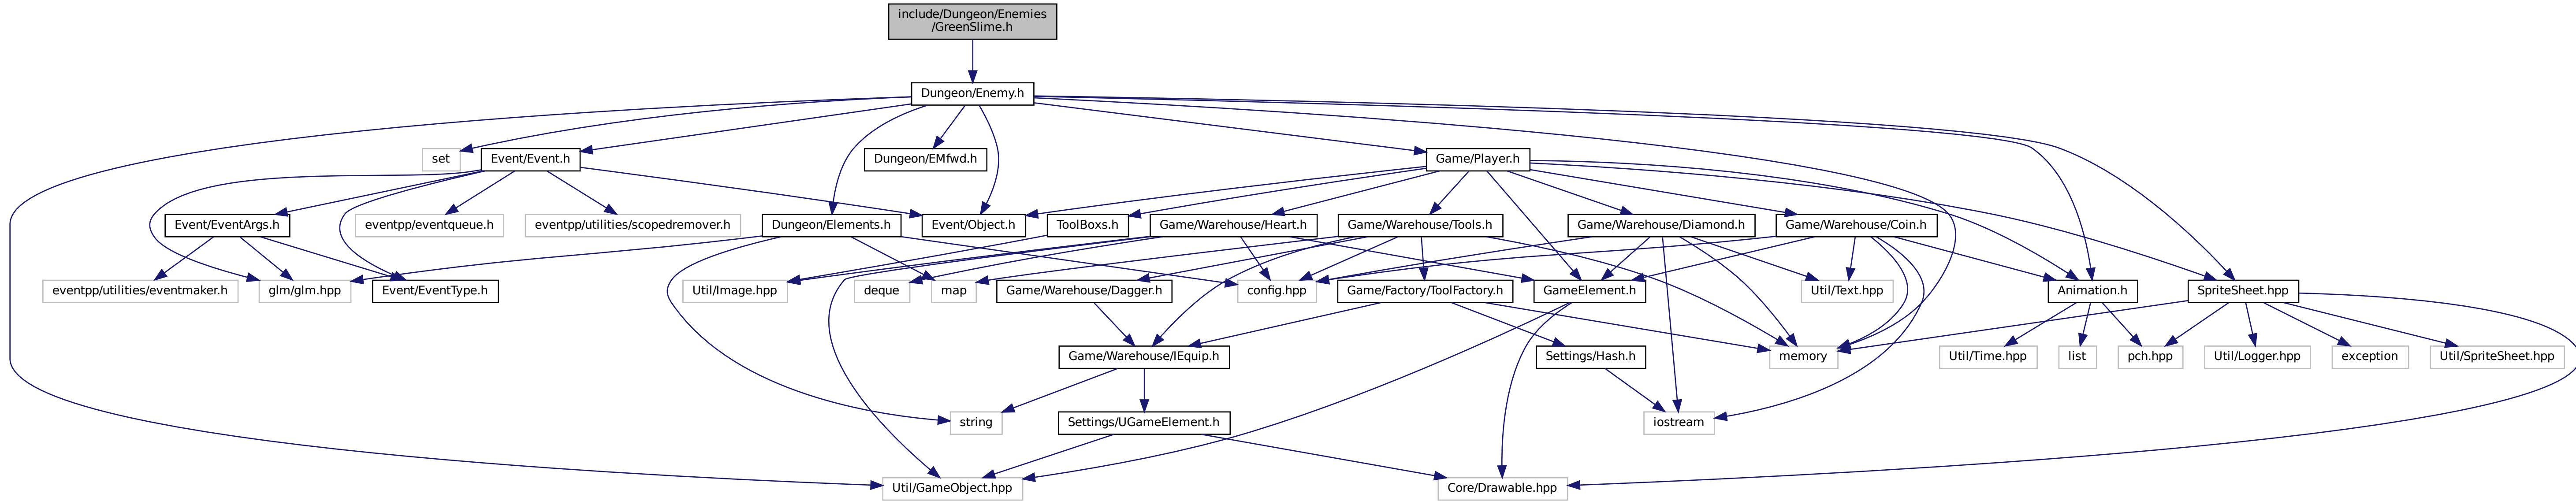 include/Dungeon/Enemies
/GreenSlime.h
Dungeon/Enemy.h
set
Event/Event.h
Dungeon/EMfwd.h
Game/Player.h
Event/EventArgs.h
eventpp/eventqueue.h
eventpp/utilities/scopedremover.h
Dungeon/Elements.h
Event/Object.h
ToolBoxs.h
Game/Warehouse/Heart.h
Game/Warehouse/Tools.h
Game/Warehouse/Diamond.h
Game/Warehouse/Coin.h
eventpp/utilities/eventmaker.h
glm/glm.hpp
Event/EventType.h
Util/Image.hpp
deque
map
Game/Warehouse/Dagger.h
config.hpp
Game/Factory/ToolFactory.h
GameElement.h
Util/Text.hpp
Animation.h
SpriteSheet.hpp
Game/Warehouse/IEquip.h
Settings/Hash.h
memory
Util/Time.hpp
list
pch.hpp
Util/Logger.hpp
exception
Util/SpriteSheet.hpp
string
Settings/UGameElement.h
iostream
Util/GameObject.hpp
Core/Drawable.hpp